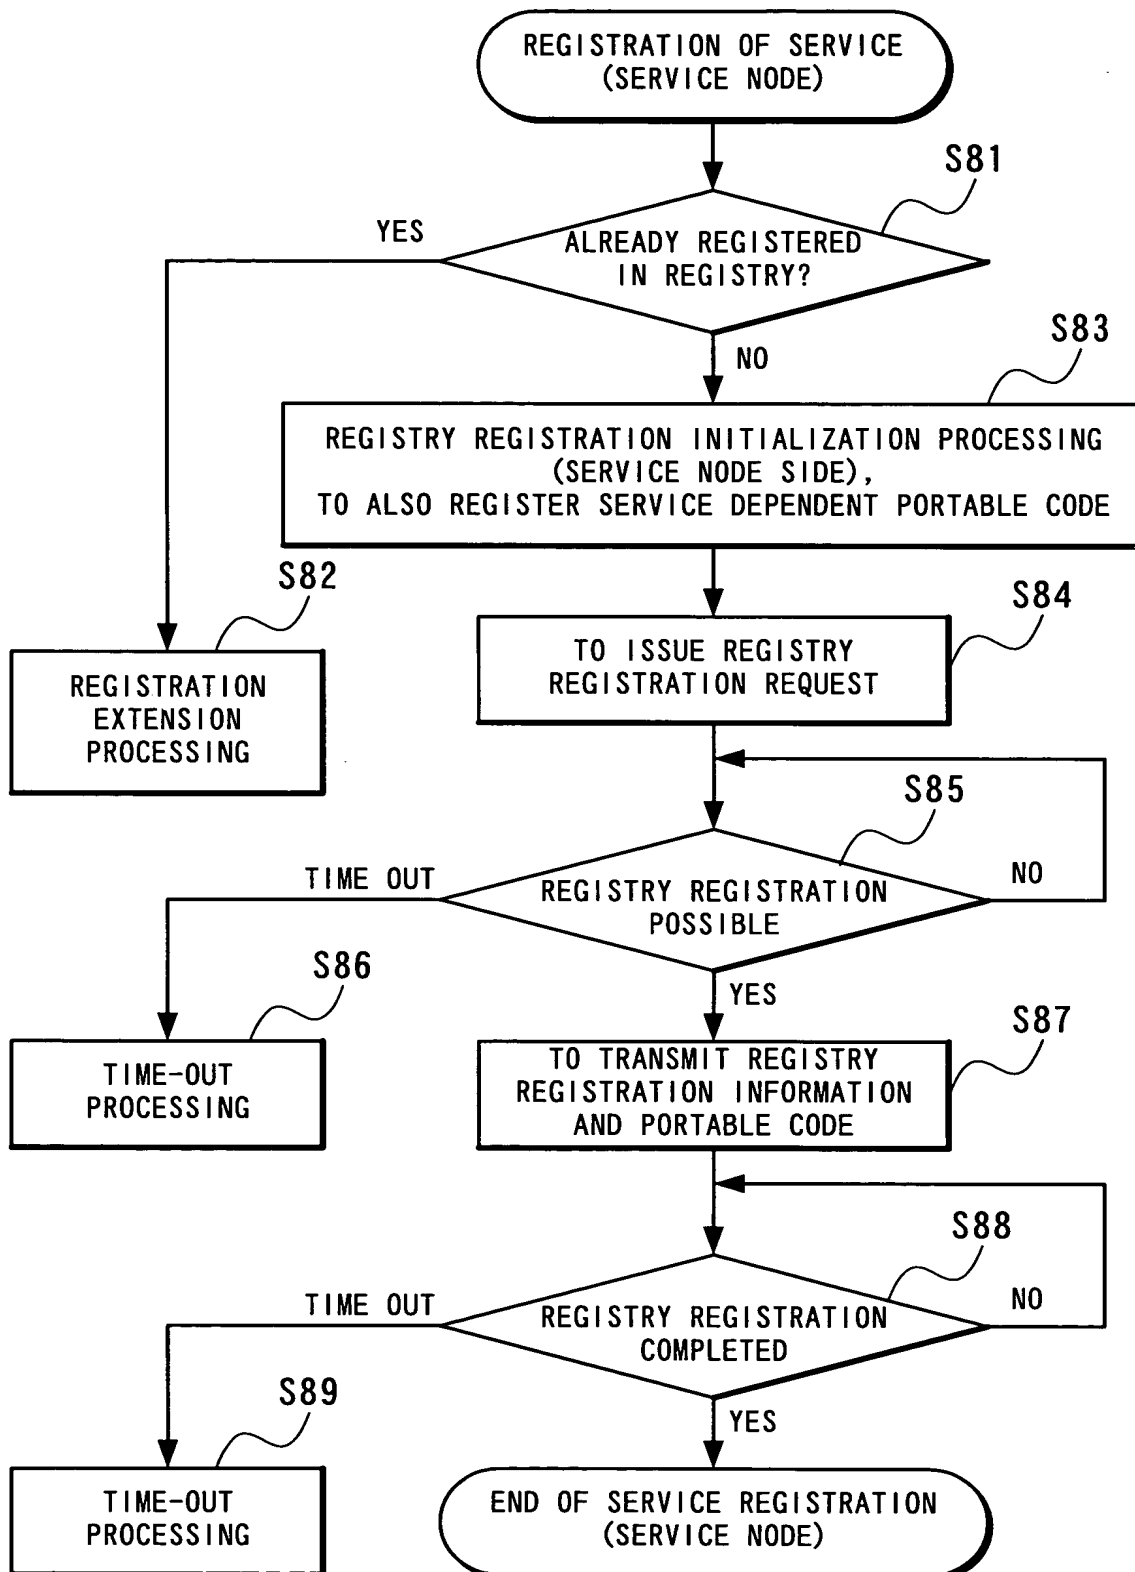 REGISTRATION OF SERVICE
(SERVICE NODE)
S81
YES
ALREADY REGISTERED
IN REGISTRY?
S83
NO
REGISTRY REGISTRATION INITIALIZATION PROCESSING
(SERVICE NODE SIDE),
TO ALSO REGISTER SERVICE DEPENDENT PORTABLE CODE
S82
S84
REGISTRATION
EXTENSION
PROCESSING
TO ISSUE REGISTRY
REGISTRATION REQUEST
S85
TIME OUT
REGISTRY REGISTRATION
POSSIBLE
NO
S86
YES
S87
TIME-OUT
PROCESSING
TO TRANSMIT REGISTRY
REGISTRATION INFORMATION
AND PORTABLE CODE
S88
TIME OUT
REGISTRY REGISTRATION
COMPLETED
NO
S89
YES
TIME-OUT
PROCESSING
END OF SERVICE REGISTRATION
(SERVICE NODE)